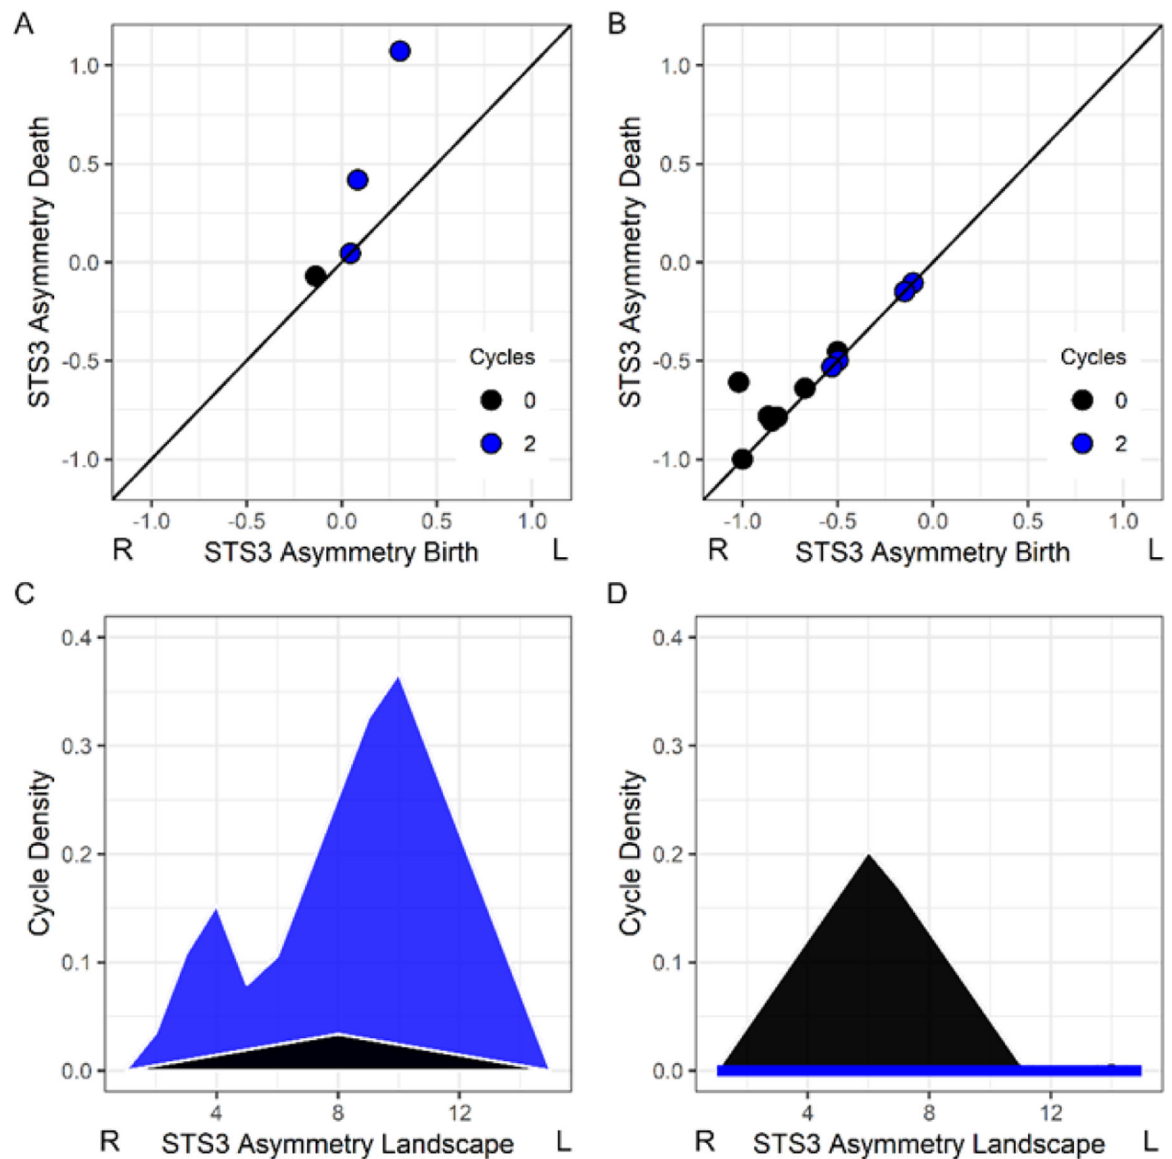 A
STS3 Asymmetry Death
1.0
0.5
0.0
-0.5
-1.0
Cycles
0
2
-1.0 -0.5 0.0 0.5 1.0
R STS3 Asymmetry Birth L
B
STS3 Asymmetry Death
1.0
0.5
0.0
-0.5
-1.0
Cycles
0
2
-1.0 -0.5 0.0 0.5 1.0
R STS3 Asymmetry Birth L
C
Cycle Density
0.4
0.3
0.2
0.1
0.0
4 8 12
R STS3 Asymmetry Landscape L
D
Cycle Density
0.4
0.3
0.2
0.1
0.0
4 8 12
R STS3 Asymmetry Landscape L